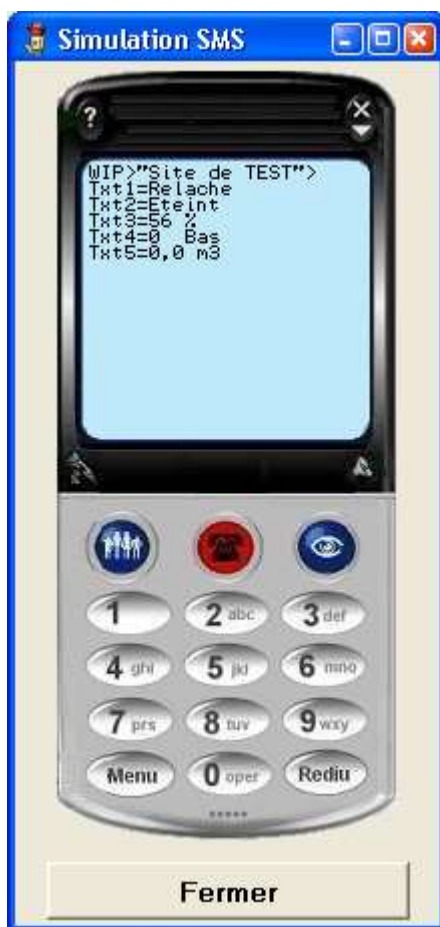 Simulation SMS
?
WIP>"Site de TEST">
Txt1=Relache
Txt2=Eteint
Txt3=56 %
Txt4=0  Bas
Txt5=0,0 m3
1
2 abc
3 def
4 ghi
5 jkl
6 mno
7 prs
8 tuv
9 wxy
Menu
0 oper
Rediu
Fermer